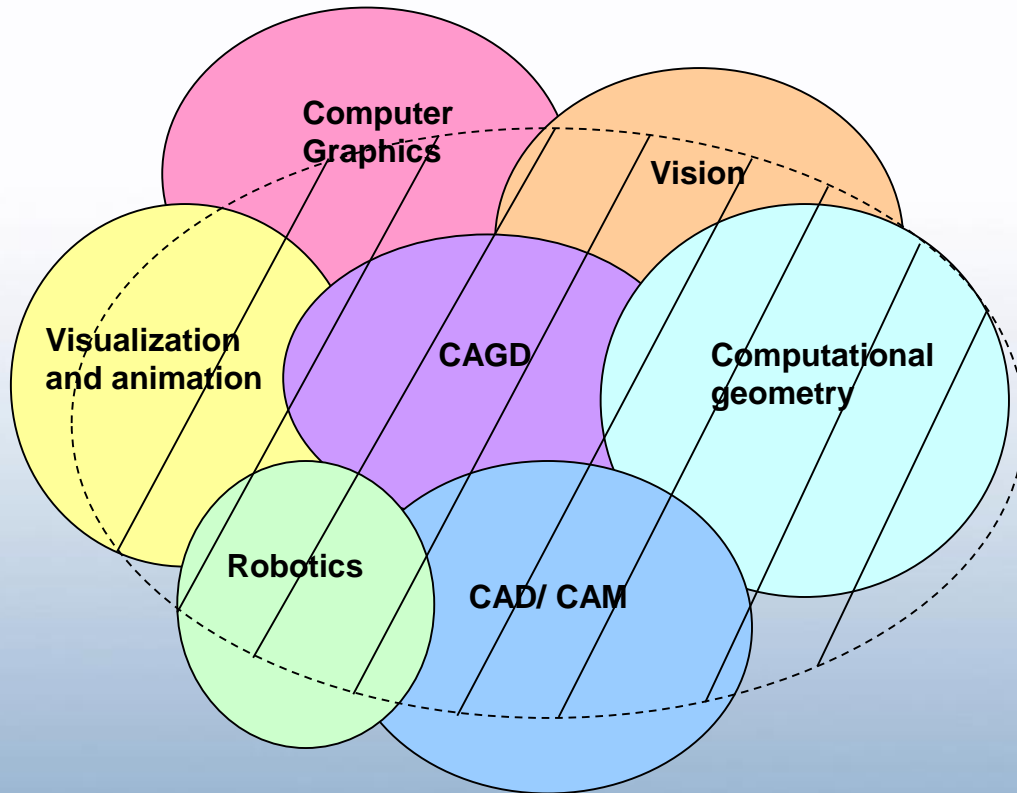 Computer
Graphics
Vision
Visualization
and animation
CAGD
Computational
geometry
Robotics
CAD/ CAM